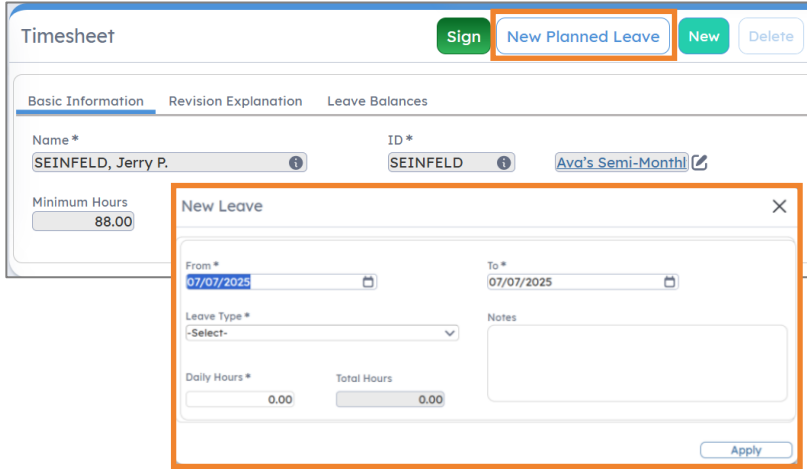 Timesheet
Sign
New Planned Leave
New
Delete
Basic Information
Revision Explanation
Leave Balances
Name *
ID *
SEINFELD, Jerry P.
SEINFELD
Ava's Semi-Monthl
Minimum Hours
88.00
New Leave
From *
To *
07/07/2025
07/07/2025
Leave Type *
Notes
-Select-
Daily Hours *
Total Hours
0.00
0.00
Apply